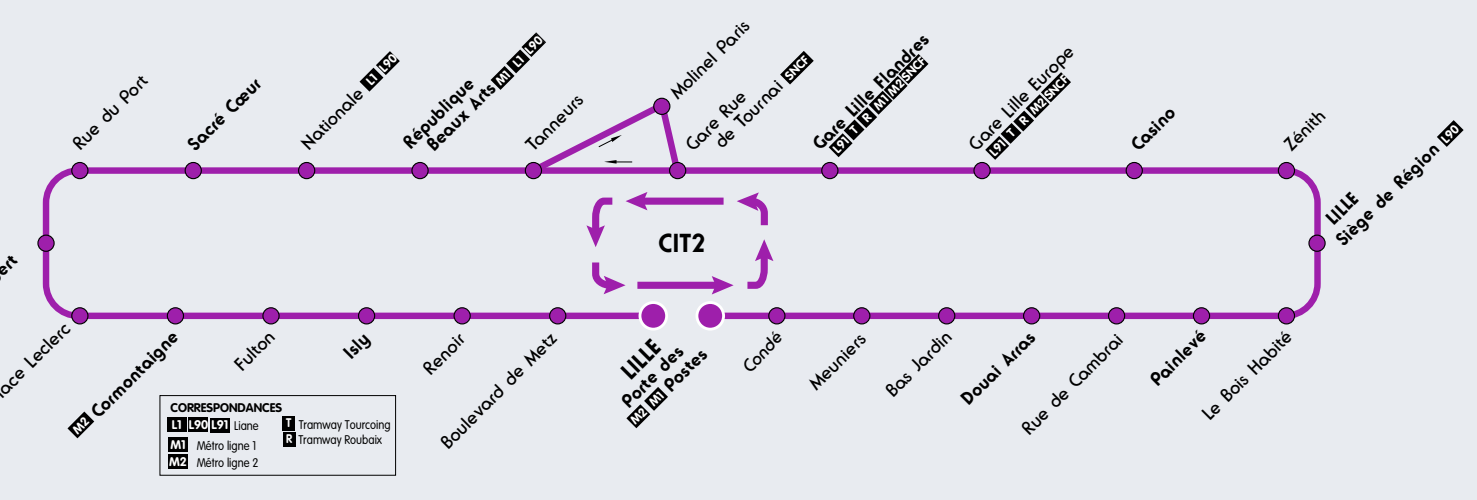 Rue du Port
Sacré Cœur
Nationale L1 L90
République
Beaux Arts M1 L1 L90
Tanneurs
Molinel Paris
Gare Rue
de Tournai SNCF
Gare Lille Flandres
L91 T R M1 M2 SNCF
Gare Lille Europe
L91 T R M2 SNCF
Casino
Zénith
LILLE
Siège de Région L90
CIT2
Leclerc
M2 Cormontaigne
Fulton
Isly
Renoir
Boulevard de Metz
LILLE
Porte des
M2 M1 Postes
Condé
Meuniers
Bas Jardin
Douai Arras
Rue de Cambrai
Painlevé
Le Bois Habité
CORRESPONDANCES
L1 L90 L91 Liane
M1 Métro ligne 1
M2 Métro ligne 2
T Tramway Tourcoing
R Tramway Roubaix